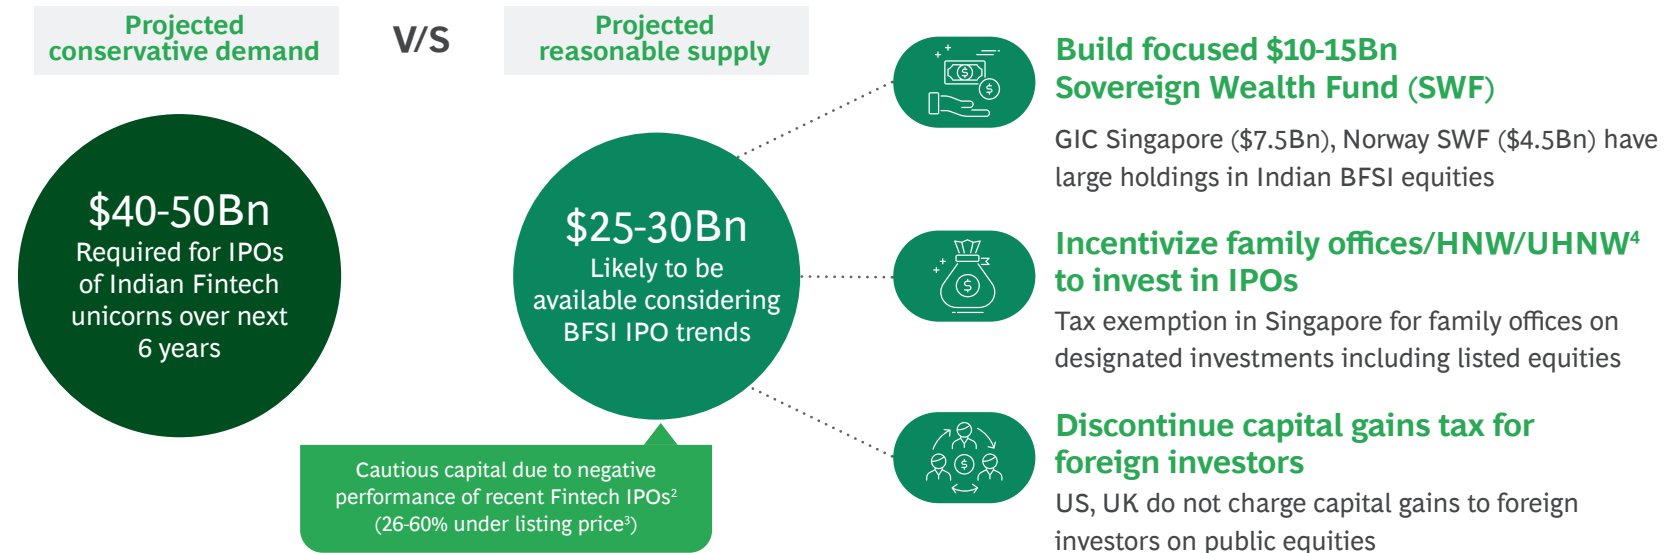 Projected
conservative demand
V/S
Projected
reasonable supply
$40-50Bn
Required for IPOs
of Indian Fintech
unicorns over next
6 years
$25-30Bn
Likely to be
available considering
BFSI IPO trends
Cautious capital due to negative
performance of recent Fintech IPOs²
(26-60% under listing price³)
Build focused $10-15Bn
Sovereign Wealth Fund (SWF)
GIC Singapore ($7.5Bn), Norway SWF ($4.5Bn) have
large holdings in Indian BFSI equities
Incentivize family offices/HNW/UHNW⁴
to invest in IPOs
Tax exemption in Singapore for family offices on
designated investments including listed equities
Discontinue capital gains tax for
foreign investors
US, UK do not charge capital gains to foreign
investors on public equities